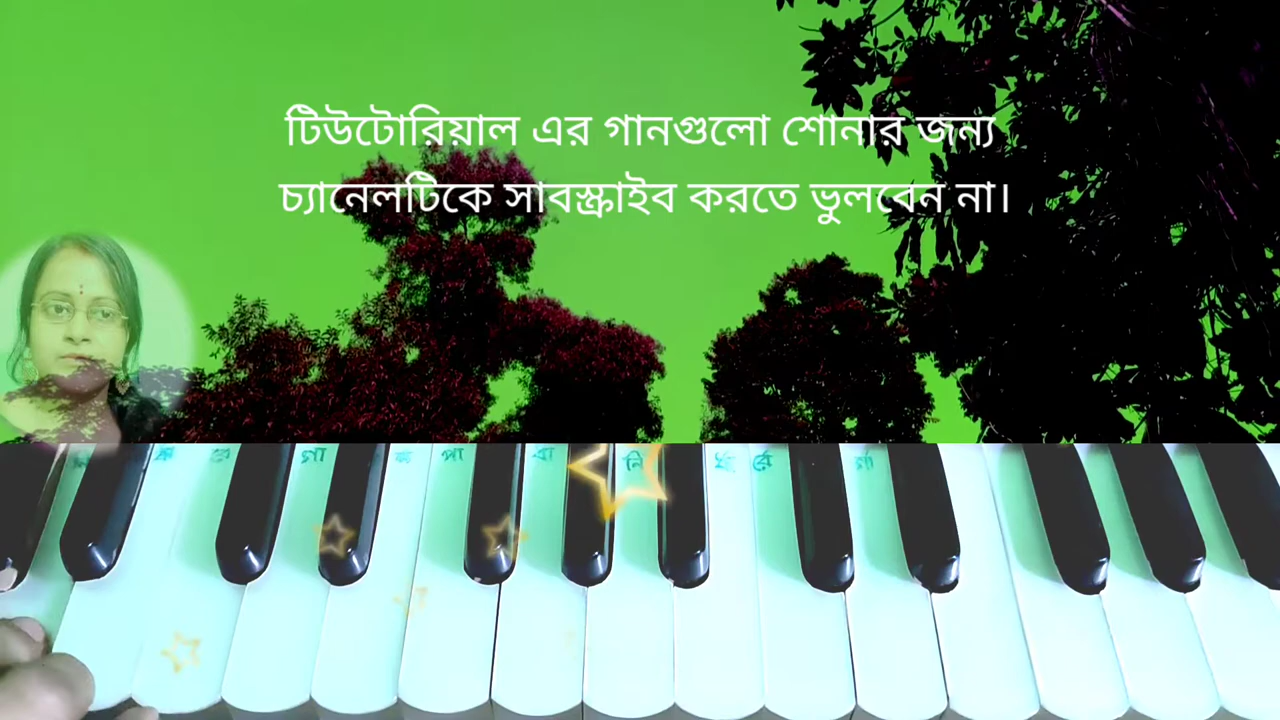 টিউটোরিয়াল এর গানগুলো শোনার জন্য
চ্যানেলটিকে সাবস্ক্রাইব করতে ভুলবেন না।
রে গা পা নি র্রে র্গা